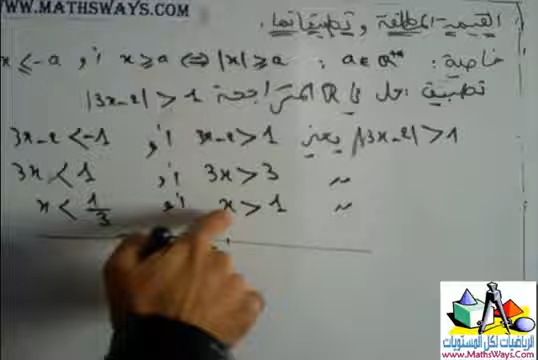 WWW.MATHSWAYS.COM
القيمة المطلقة وتطبيقاتها.
خاصية: a∈ℝ*⁺ ; |x|≥a ⟺ x≥a أو x≤-a
تطبيق: حل في ℝ المتراجحة |3x-2|>1
|3x-2|>1 يعني 3x-2>1 أو 3x-2<-1
〃 3x>3 أو 3x<1
〃 x>1 أو x<1/3
الرياضيات لكل المستويات
www.MathsWays.Com